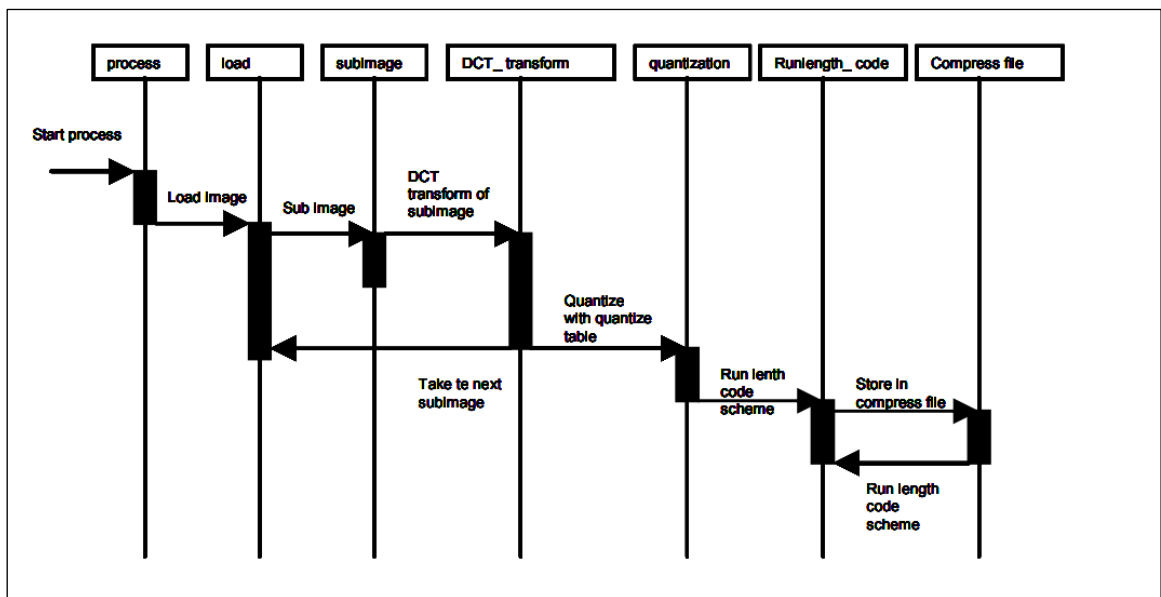 process
load
subimage
DCT_ transform
quantization
Runlength_ code
Compress file
Start process
Load image
Sub image
DCT
transform of
subimage
Quantize
with quantize
table
Take te next
subimage
Run lenth
code
scheme
Store in
compress file
Run length
code
scheme